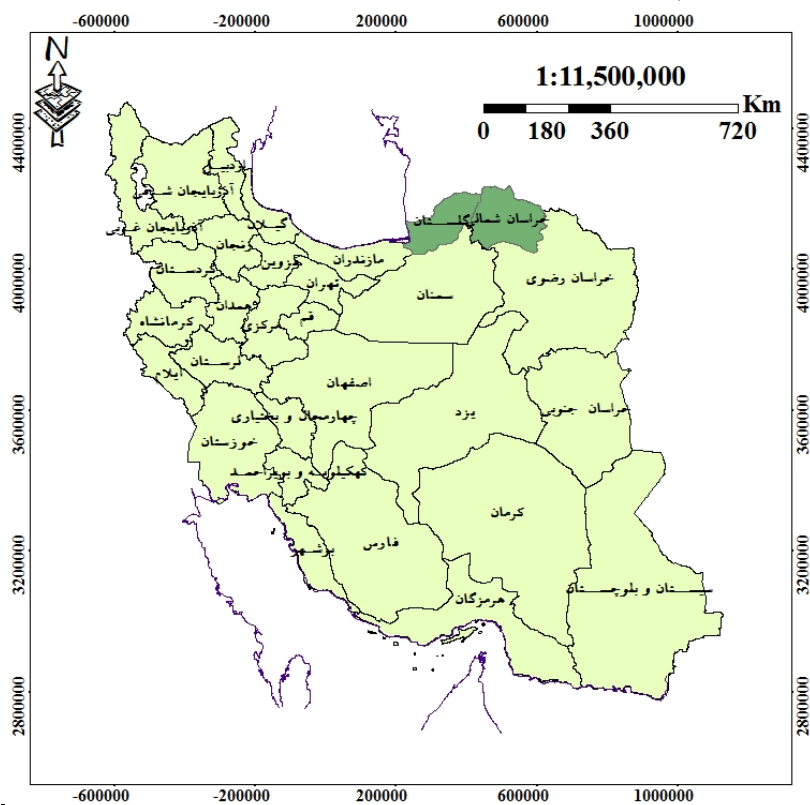 -600000 -200000 200000 600000 1000000
N
1:11,500,000
Km
0 180 360 720
4400000
4400000
اردبیل
آذربایجان شرقی
آذربایجان غربی
گیلان
گلستان
خراسان شمالی
زنجان
قزوین
مازندران
4000000
4000000
کردستان
تهران
سمنان
خراسان رضوی
همدان
کرمانشاه
مرکزی
قم
لرستان
ایلام
اصفهان
3600000
3600000
چهارمحال و بختیاری
یزد
خراسان جنوبی
خوزستان
کهکیلویه و بویراحمد
کرمان
3200000
3200000
بوشهر
فارس
سیستان و بلوچستان
هرمزگان
2800000
2800000
-600000 -200000 200000 600000 1000000